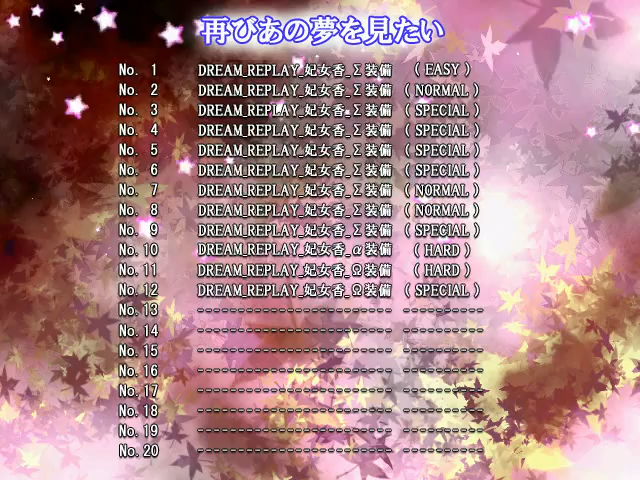 再びあの夢を見たい
No. 1 DREAM_REPLAY_妃女香_Σ装備 ( EASY )
No. 2 DREAM_REPLAY_妃女香_Σ装備 ( NORMAL )
No. 3 DREAM_REPLAY_妃女香_Σ装備 ( SPECIAL )
No. 4 DREAM_REPLAY_妃女香_Σ装備 ( SPECIAL )
No. 5 DREAM_REPLAY_妃女香_Σ装備 ( SPECIAL )
No. 6 DREAM_REPLAY_妃女香_Σ装備 ( SPECIAL )
No. 7 DREAM_REPLAY_妃女香_Σ装備 ( NORMAL )
No. 8 DREAM_REPLAY_妃女香_Σ装備 ( NORMAL )
No. 9 DREAM_REPLAY_妃女香_Σ装備 ( SPECIAL )
No.10 DREAM_REPLAY_妃女香_α装備 ( HARD )
No.11 DREAM_REPLAY_妃女香_Ω装備 ( HARD )
No.12 DREAM_REPLAY_妃女香_Ω装備 ( SPECIAL )
No.13 ------------------------ ----------
No.14 ------------------------ ----------
No.15 ------------------------ ----------
No.16 ------------------------ ----------
No.17 ------------------------ ----------
No.18 ------------------------ ----------
No.19 ------------------------ ----------
No.20 ------------------------ ----------